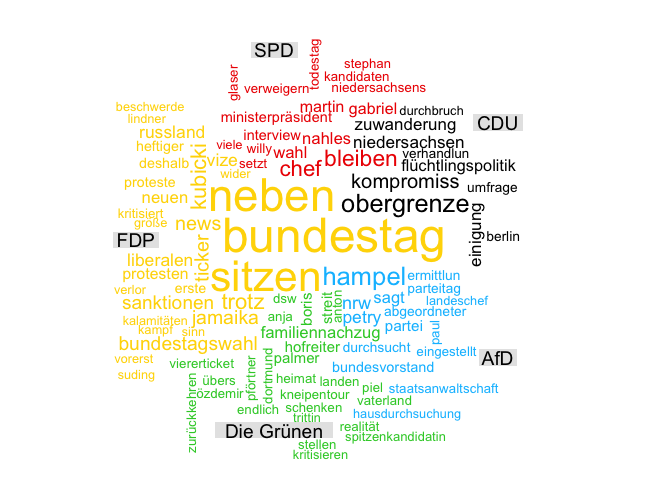 SPD
todestag
stephan
glaser
kandidaten
verweigern
niedersachsens
beschwerde
martin
gabriel
durchbruch
lindner
ministerpräsident
zuwanderung
CDU
russland
interview
nahles
niedersachsen
heftiger
viele
willy
wahl
verhandlun
deshalb
vize
setzt
chef
bleiben
flüchtlingspolitik
kubicki
wider
proteste
kompromiss
umfrage
neuen
neben
obergrenze
kritisiert
große
news
bundestag
einigung
berlin
FDP
ticker
liberalen
protesten
sitzen
hampel
ermittlun
verlor
erste
parteitag
sanktionen
trotz
dsw
boris
streit
anton
nrw
sagt
landeschef
kalamitäten
jamaika
anja
petry
abgeordneter
kampf
sinn
familiennachzug
partei
paul
bundestagswahl
hofreiter
durchsucht
eingestellt
AfD
vorerst
viererticket
palmer
bundesvorstand
suding
übers
pförtner
dortmund
heimat
landen
piel
staatsanwaltschaft
zurückkehren
özdemir
kneipentour
vaterland
endlich
schenken
hausdurchsuchung
trittin
Die Grünen
realität
stellen
spitzenkandidatin
kritisieren